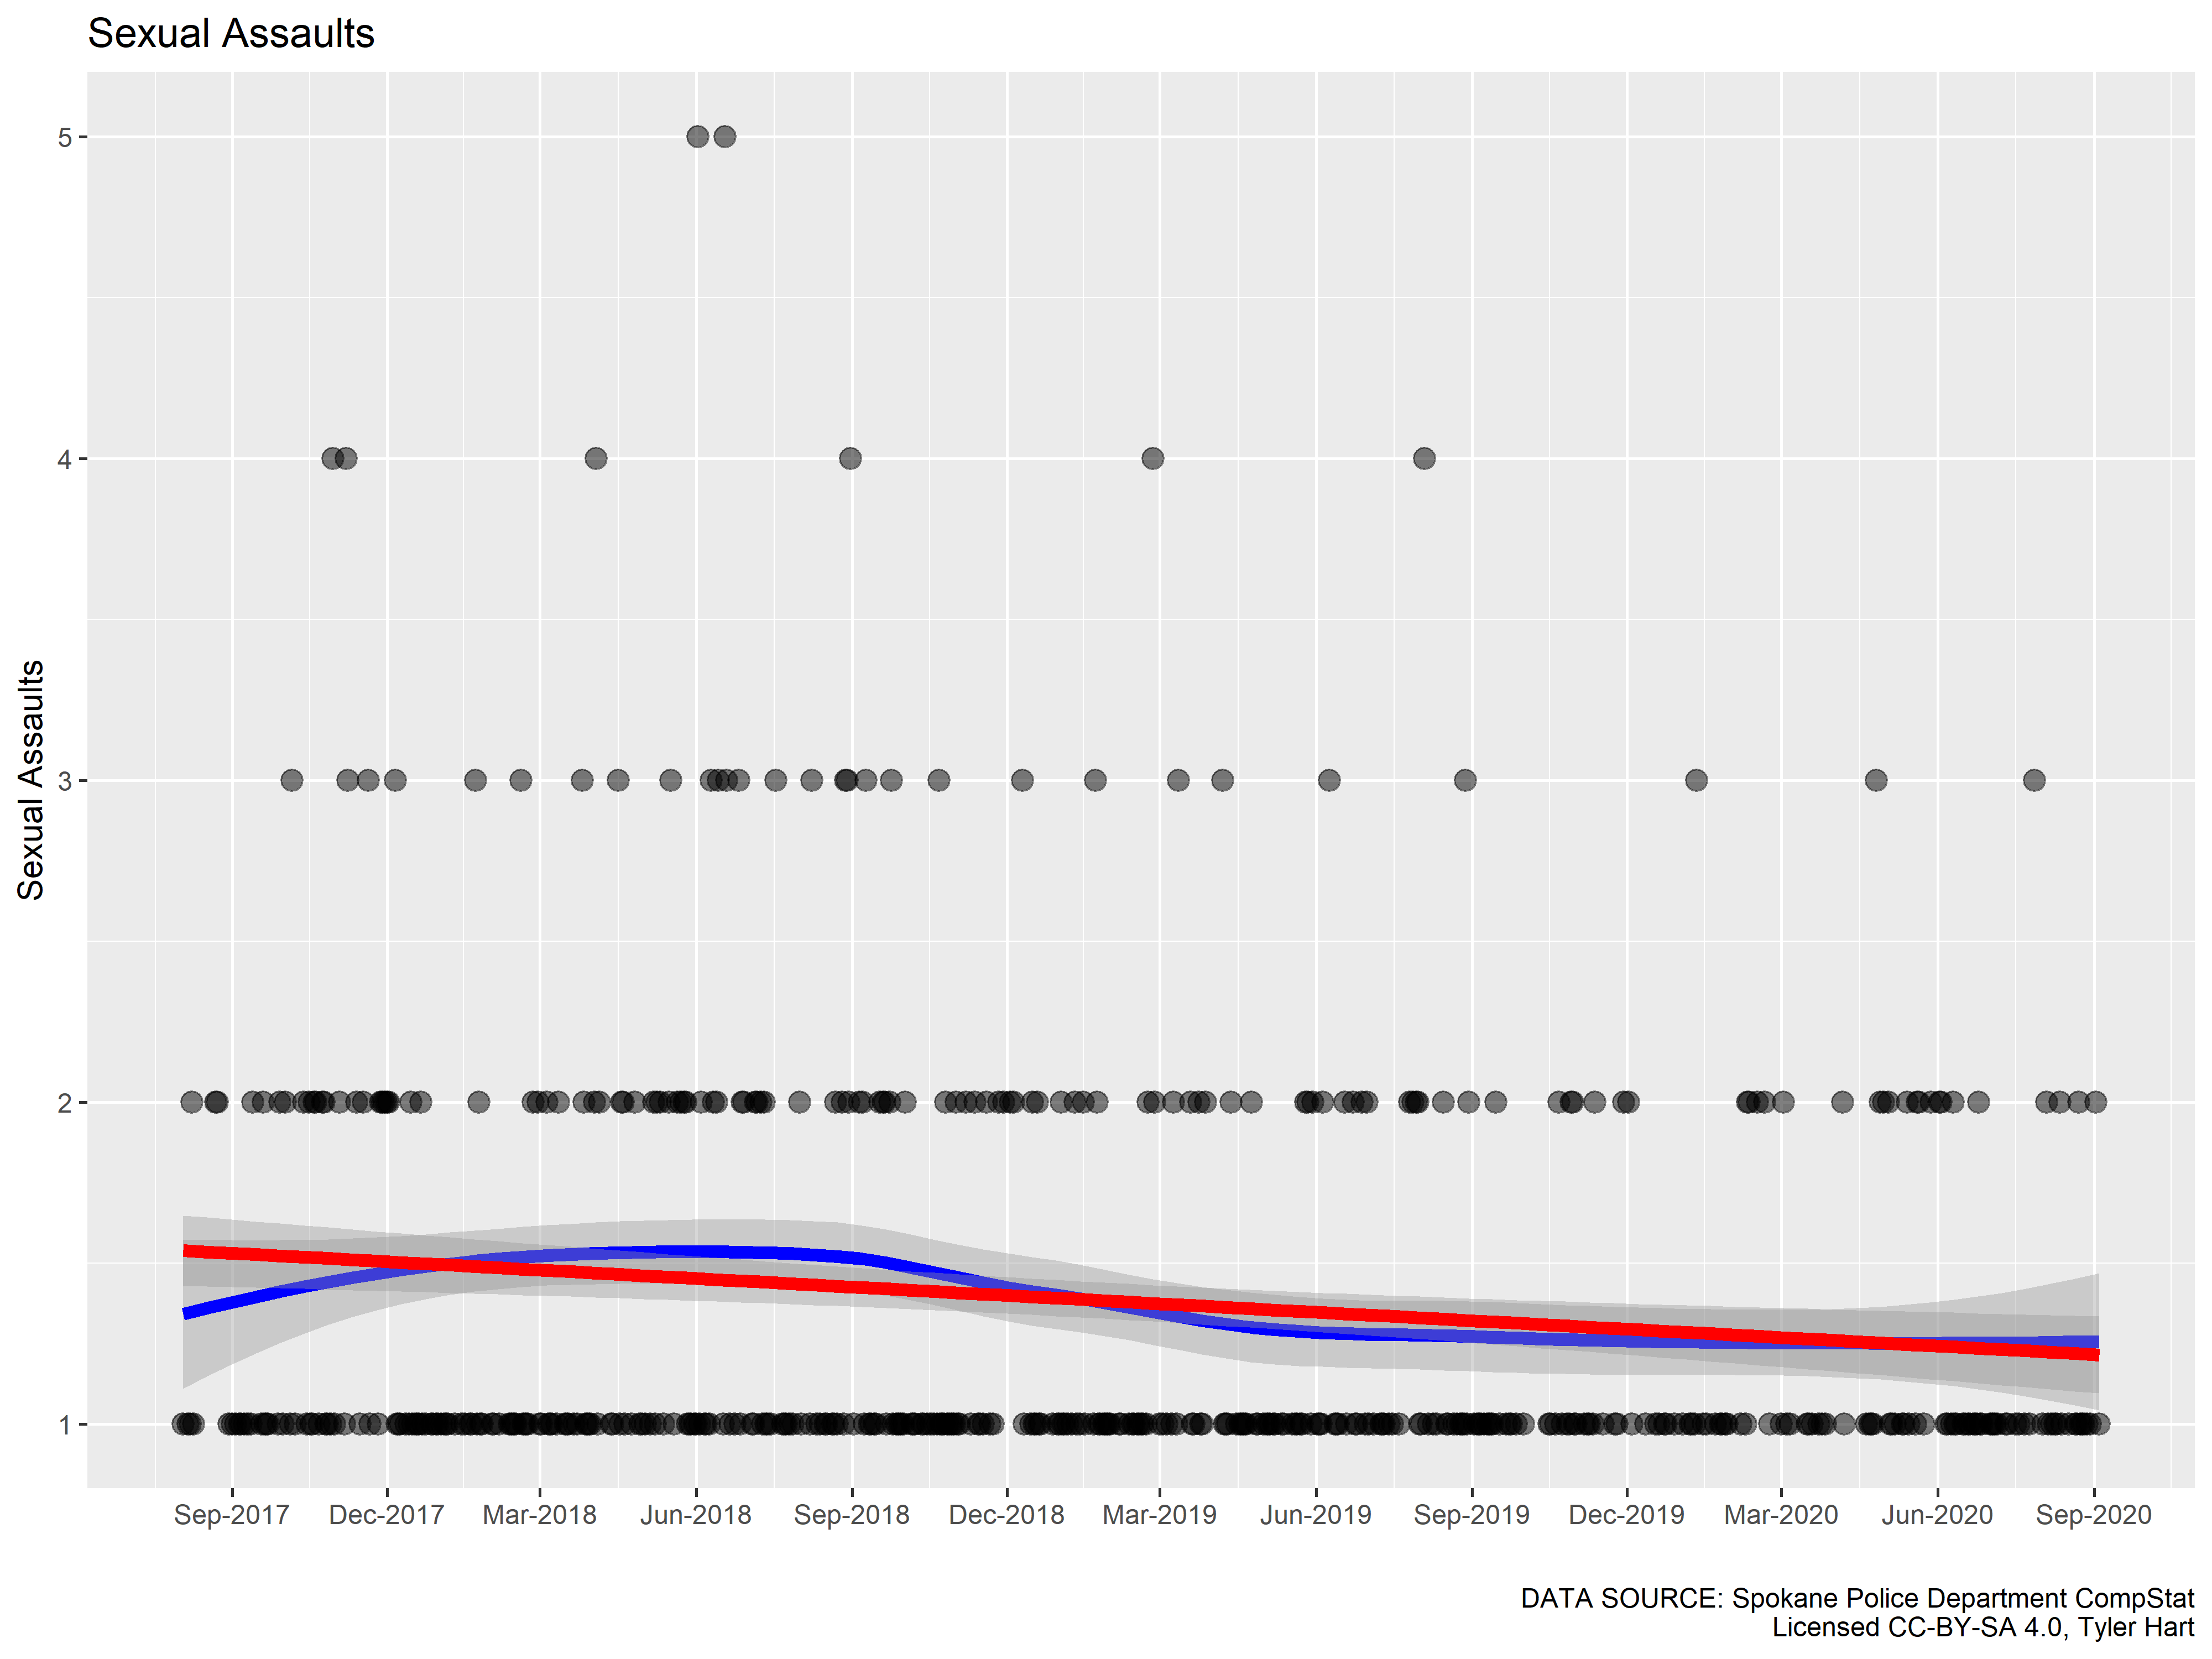 Sexual Assaults
Sexual Assaults
5
4
3
2
1
Sep-2017 Dec-2017 Mar-2018 Jun-2018 Sep-2018 Dec-2018 Mar-2019 Jun-2019 Sep-2019 Dec-2019 Mar-2020 Jun-2020 Sep-2020
DATA SOURCE: Spokane Police Department CompStat
Licensed CC-BY-SA 4.0, Tyler Hart